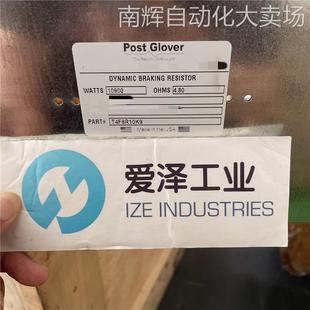 南辉自动化大卖场
Post Glover
DYNAMIC BRAKING RESISTOR
WATTS 10900 OHMS 4.80
PART# T4F8R10K9
Made in the USA
爱泽工业
IZE INDUSTRIES